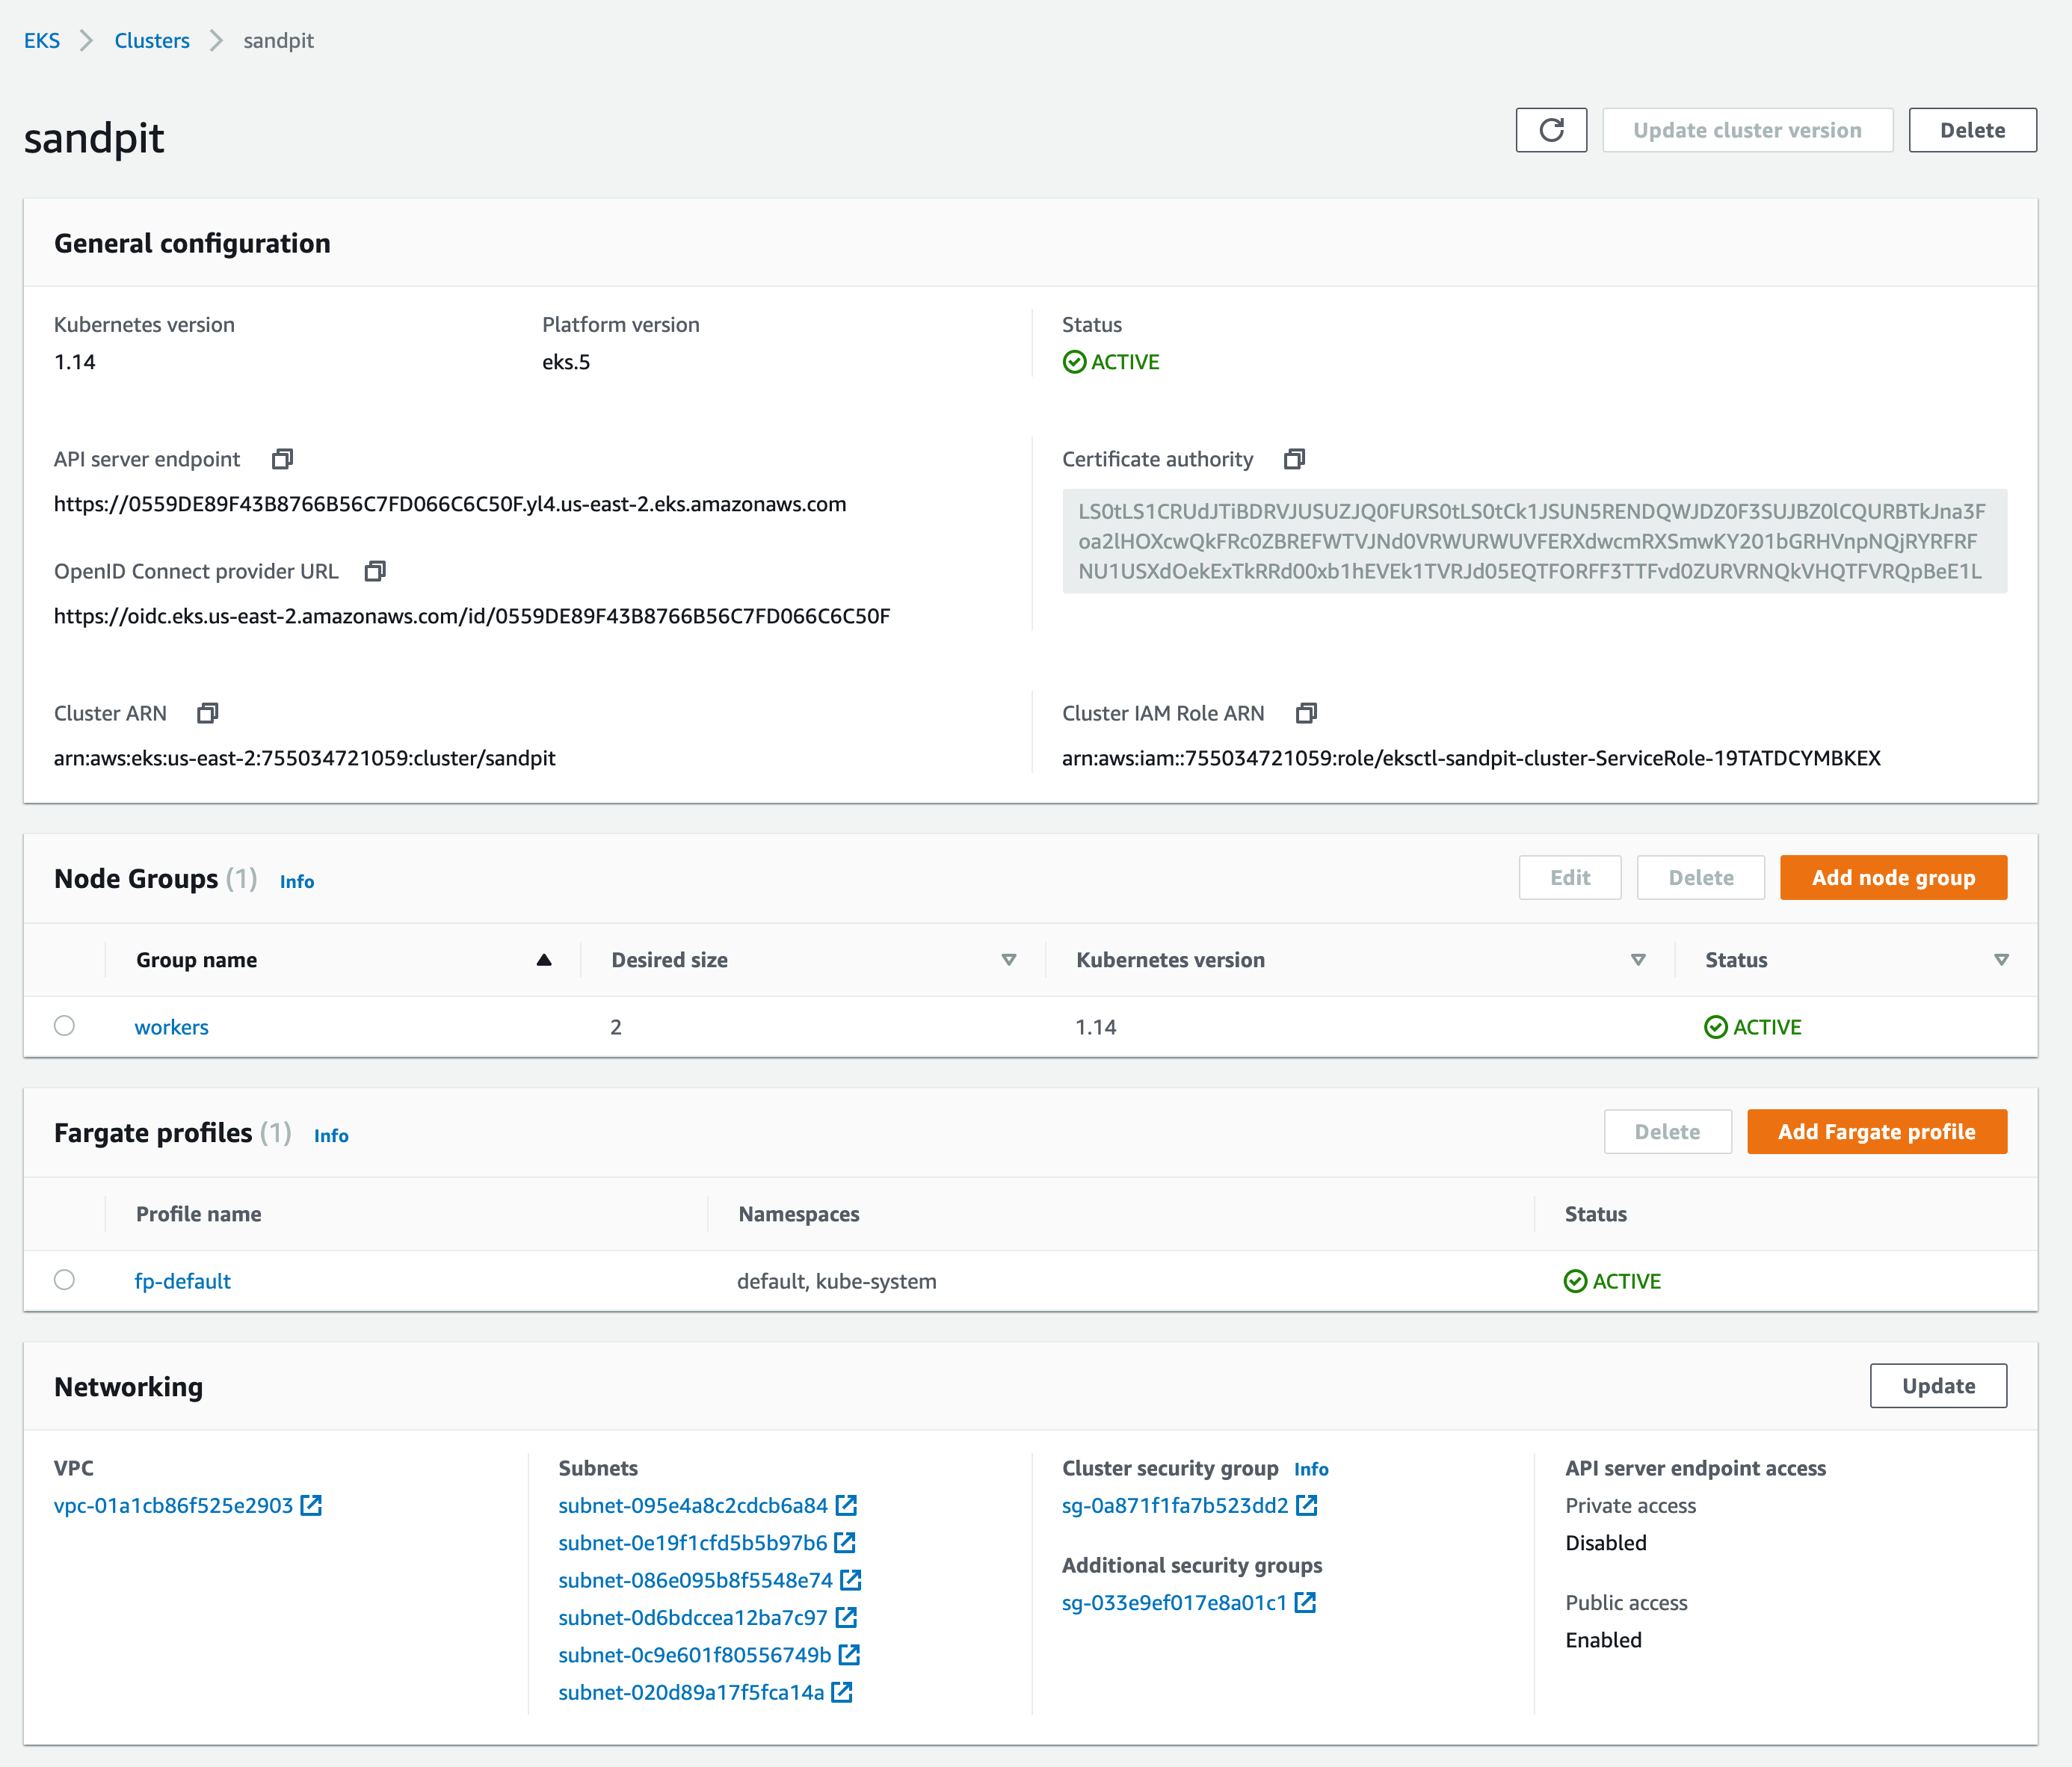 EKS > Clusters > sandpit
sandpit
Update cluster version
Delete
General configuration
Kubernetes version
1.14
Platform version
eks.5
Status
ACTIVE
API server endpoint
https://0559DE89F43B8766B56C7FD066C6C50F.yl4.us-east-2.eks.amazonaws.com
OpenID Connect provider URL
https://oidc.eks.us-east-2.amazonaws.com/id/0559DE89F43B8766B56C7FD066C6C50F
Certificate authority
LS0tLS1CRUdJTiBDRVJUSUZJQ0FURS0tLS0tCk1JSUN5RENDQWJDZ0F3SUJBZ0lCQURBTkJna3F
oa2lHOXcwQkFRc0ZBREFWTVJNd0VRWURWUVFERXdwcmRXSmwKY201bGRHVnpNQjRYRFRF
NU1USXdOekExTkRRd00xb1hEVEk1TVRJd05EQTFORFF3TTFvd0ZURVRNQkVHQTFVRQpBeE1L
Cluster ARN
arn:aws:eks:us-east-2:755034721059:cluster/sandpit
Cluster IAM Role ARN
arn:aws:iam::755034721059:role/eksctl-sandpit-cluster-ServiceRole-19TATDCYMBKEX
Node Groups (1) Info
Edit
Delete
Add node group
Group name Desired size Kubernetes version Status
workers 2 1.14 ACTIVE
Fargate profiles (1) Info
Delete
Add Fargate profile
Profile name Namespaces Status
fp-default default, kube-system ACTIVE
Networking
Update
VPC
vpc-01a1cb86f525e2903
Subnets
subnet-095e4a8c2cdcb6a84
subnet-0e19f1cfd5b5b97b6
subnet-086e095b8f5548e74
subnet-0d6bdccea12ba7c97
subnet-0c9e601f80556749b
subnet-020d89a17f5fca14a
Cluster security group Info
sg-0a871f1fa7b523dd2
Additional security groups
sg-033e9ef017e8a01c1
API server endpoint access
Private access
Disabled
Public access
Enabled